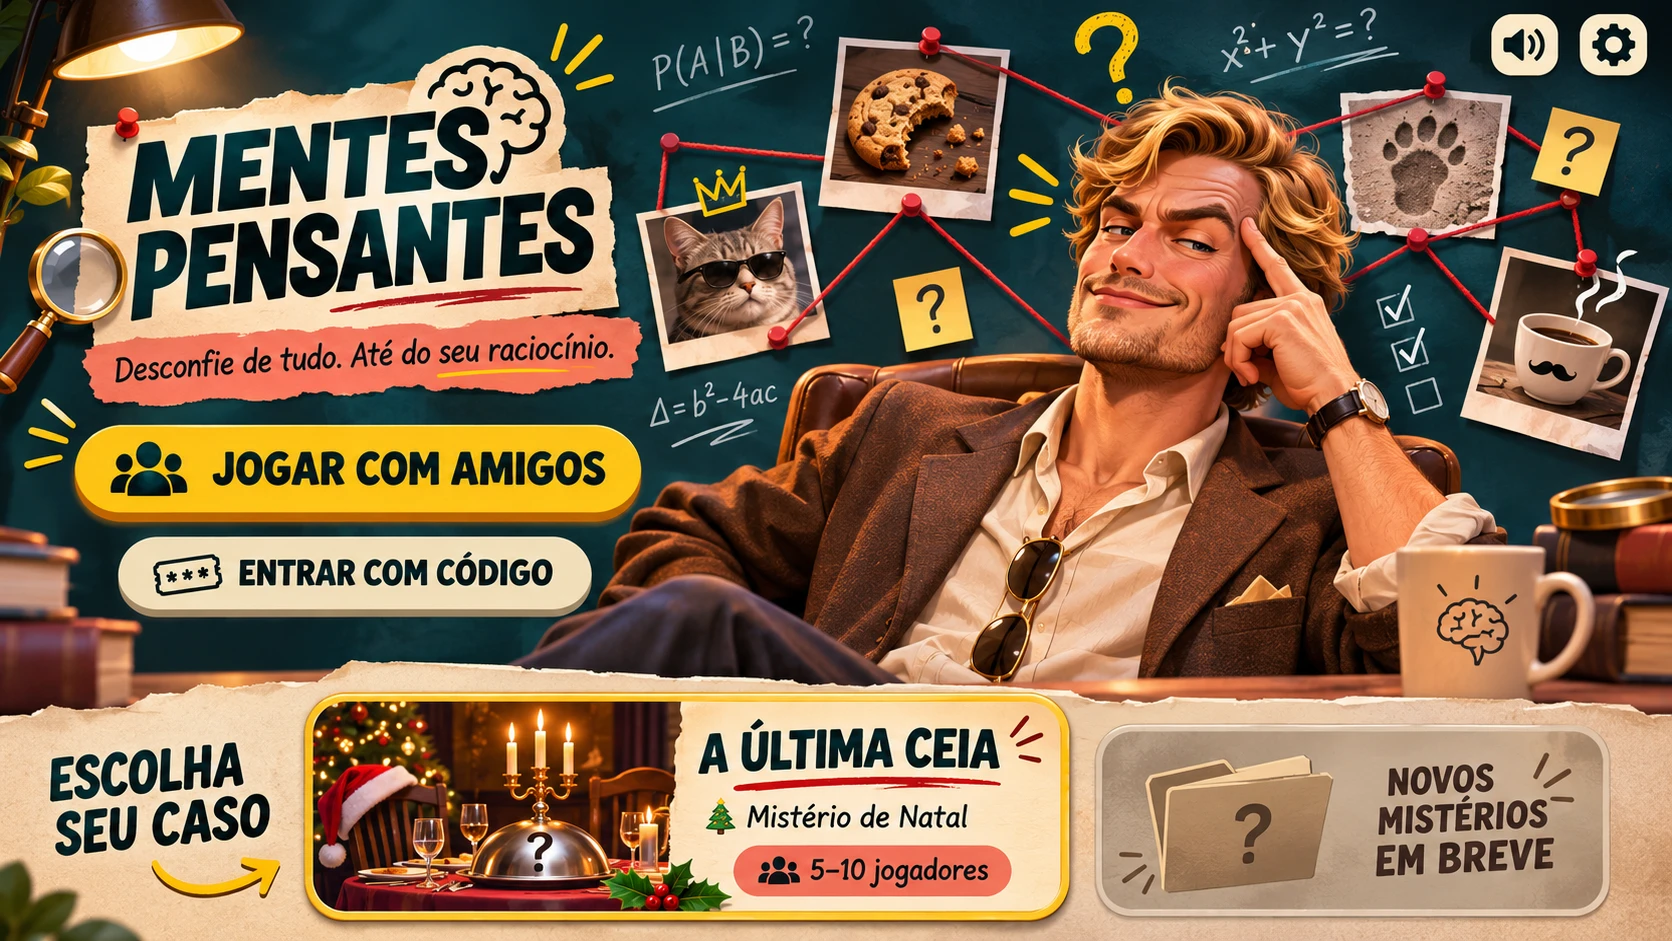 MENTES
PENSANTES
Desconfie de tudo. Até do seu raciocínio.
JOGAR COM AMIGOS
***
ENTRAR COM CÓDIGO
P(A|B)=?
?
x²+y²=?
?
?
Δ=b²-4ac
ESCOLHA
SEU CASO
?
A ÚLTIMA CEIA
Mistério de Natal
5–10 jogadores
?
NOVOS
MISTÉRIOS
EM BREVE